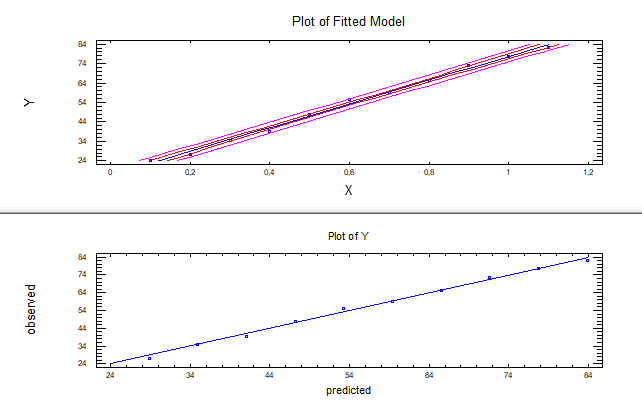 Plot of Fitted Model
84
74
64
54
44
34
24
Y
0 0,2 0,4 0,6 0,8 1 1,2
X
Plot of Y
84
74
64
54
44
34
24
observed
24 34 44 54 64 74 84
predicted